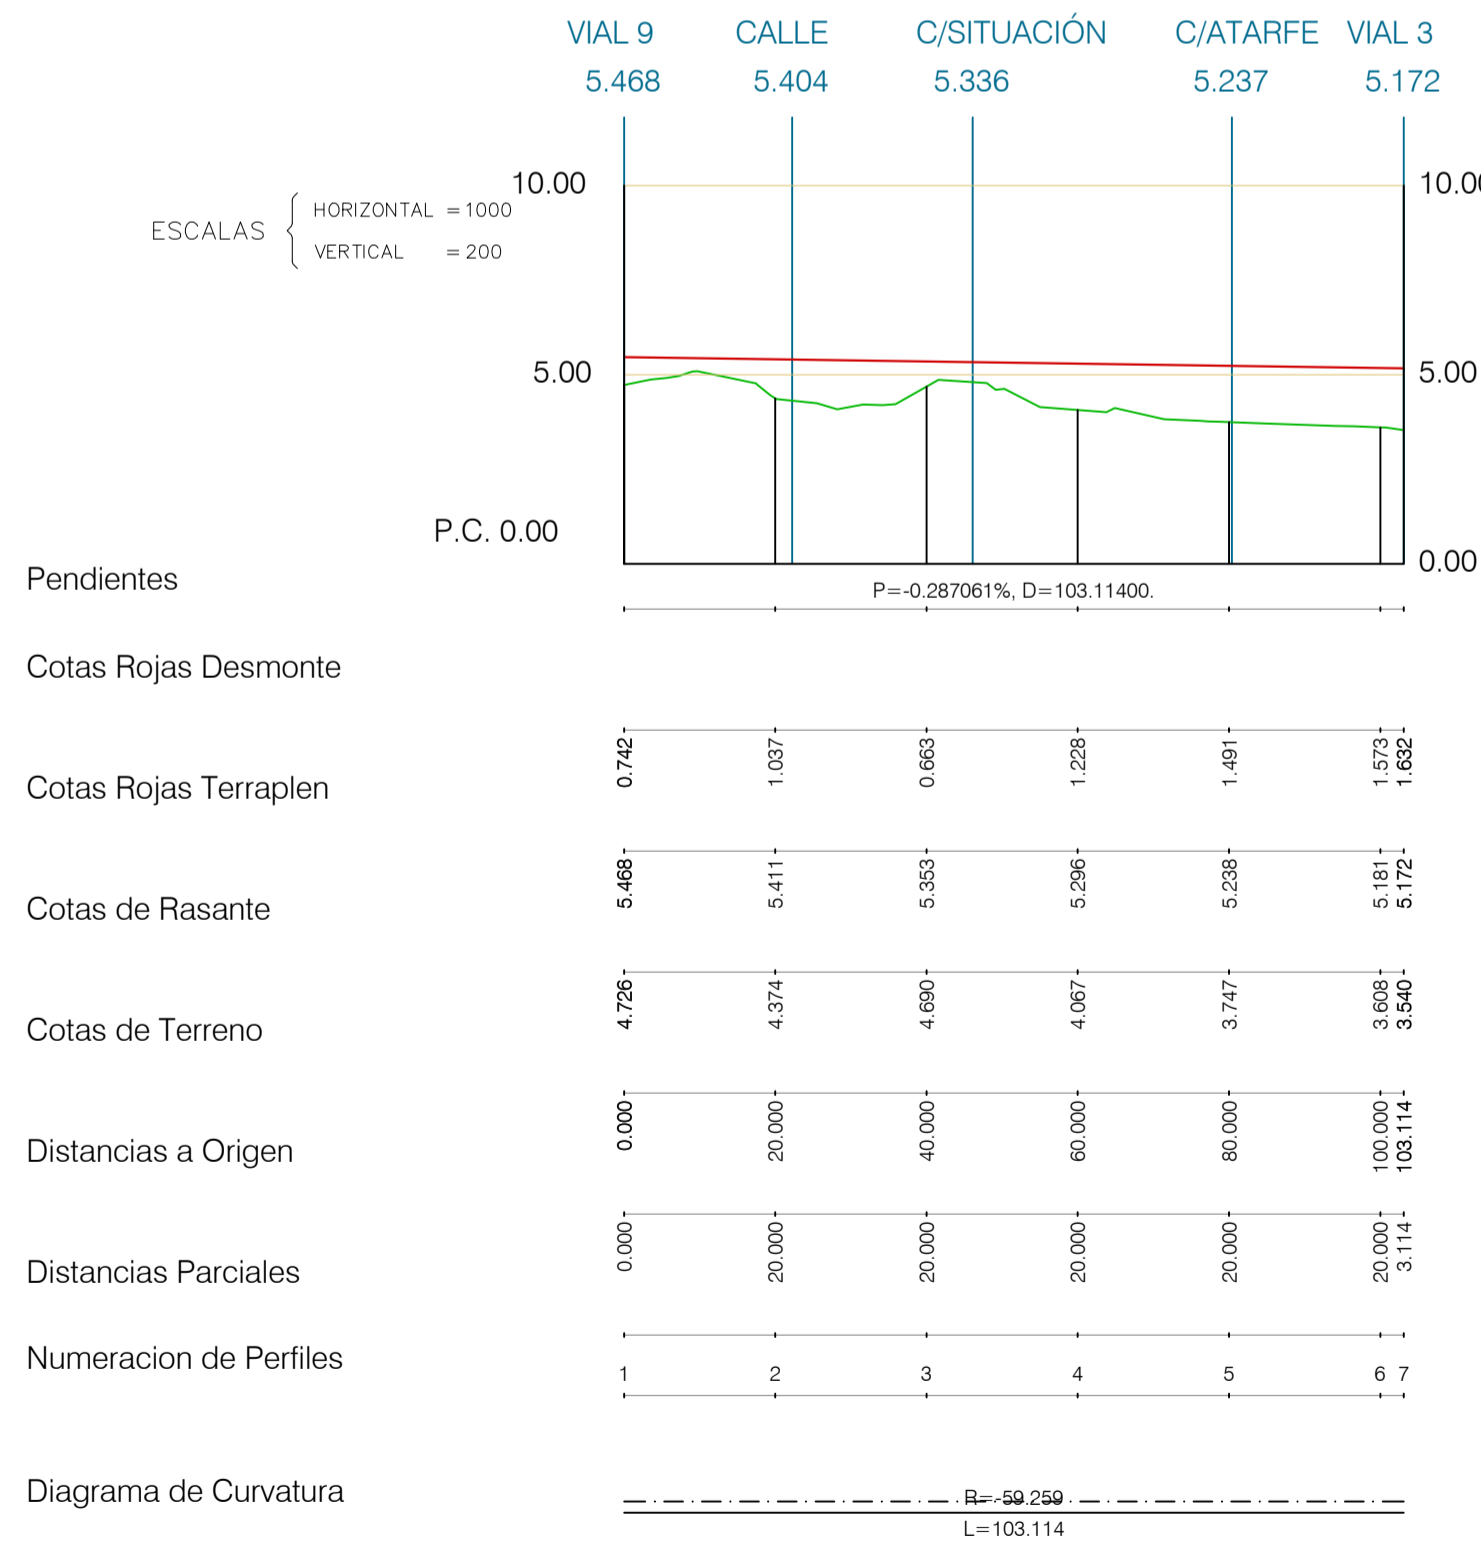 VIAL 9 CALLE C/SITUACIÓN C/ATARFE VIAL 3
5.468 5.404 5.336 5.237 5.172
10.00 10.00
ESCALAS HORIZONTAL =1000
VERTICAL =200
5.00 5.00
P.C. 0.00 0.00
Pendientes
P=-0.287061%, D=103.11400.
Cotas Rojas Desmonte
Cotas Rojas Terraplen 0.742 1.037 0.663 1.228 1.491 1.573 1.632
Cotas de Rasante 5.468 5.411 5.353 5.296 5.238 5.181 5.172
Cotas de Terreno 4.726 4.374 4.690 4.067 3.747 3.608 3.540
Distancias a Origen 0.000 20.000 40.000 60.000 80.000 100.000 103.114
Distancias Parciales 0.000 20.000 20.000 20.000 20.000 20.000 3.114
Numeracion de Perfiles 1 2 3 4 5 6 7
Diagrama de Curvatura R=-59.259
L=103.114